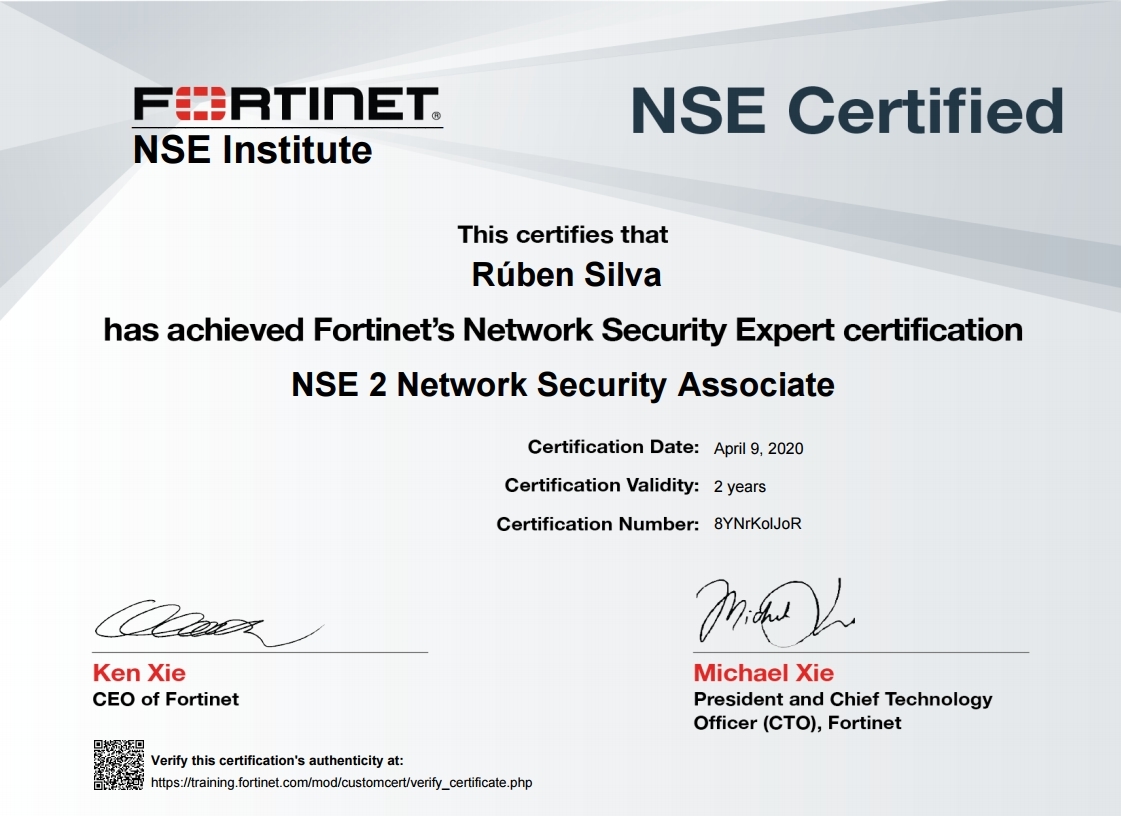 FORTINET®
NSE Institute
NSE Certified
This certifies that
Rúben Silva
has achieved Fortinet’s Network Security Expert certification
NSE 2 Network Security Associate
Certification Date: April 9, 2020
Certification Validity: 2 years
Certification Number: 8YNrKolJoR
Ken Xie
CEO of Fortinet
Michael Xie
President and Chief Technology
Officer (CTO), Fortinet
Verify this certification's authenticity at:
https://training.fortinet.com/mod/customcert/verify_certificate.php